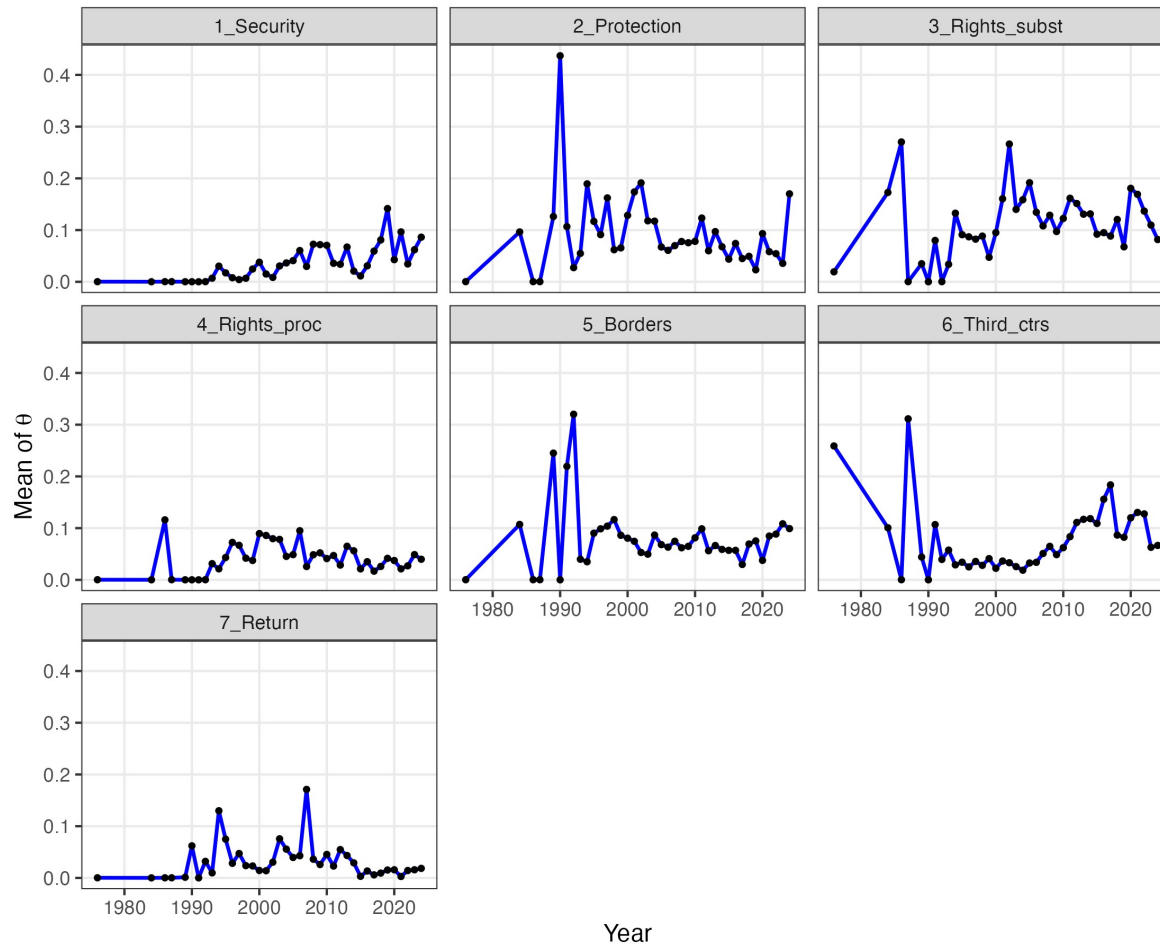 1_Security
2_Protection
3_Rights_subst
0.4
0.3
0.2
0.1
0.0
4_Rights_proc
5_Borders
6_Third_ctrs
0.4
0.3
0.2
0.1
0.0
1980 1990 2000 2010 2020
1980 1990 2000 2010 2020
7_Return
0.4
0.3
0.2
0.1
0.0
1980 1990 2000 2010 2020
Mean of θ
Year